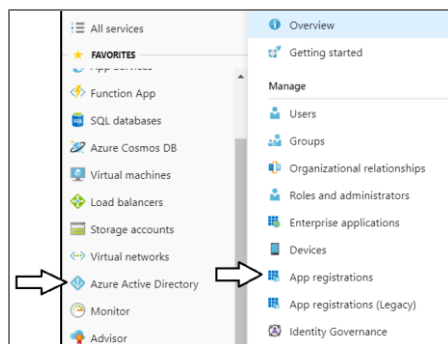 All services
FAVORITES
App Services
Function App
SQL databases
Azure Cosmos DB
Virtual machines
Load balancers
Storage accounts
Virtual networks
Azure Active Directory
Monitor
Advisor
Overview
Getting started
Manage
Users
Groups
Organizational relationships
Roles and administrators
Enterprise applications
Devices
App registrations
App registrations (Legacy)
Identity Governance